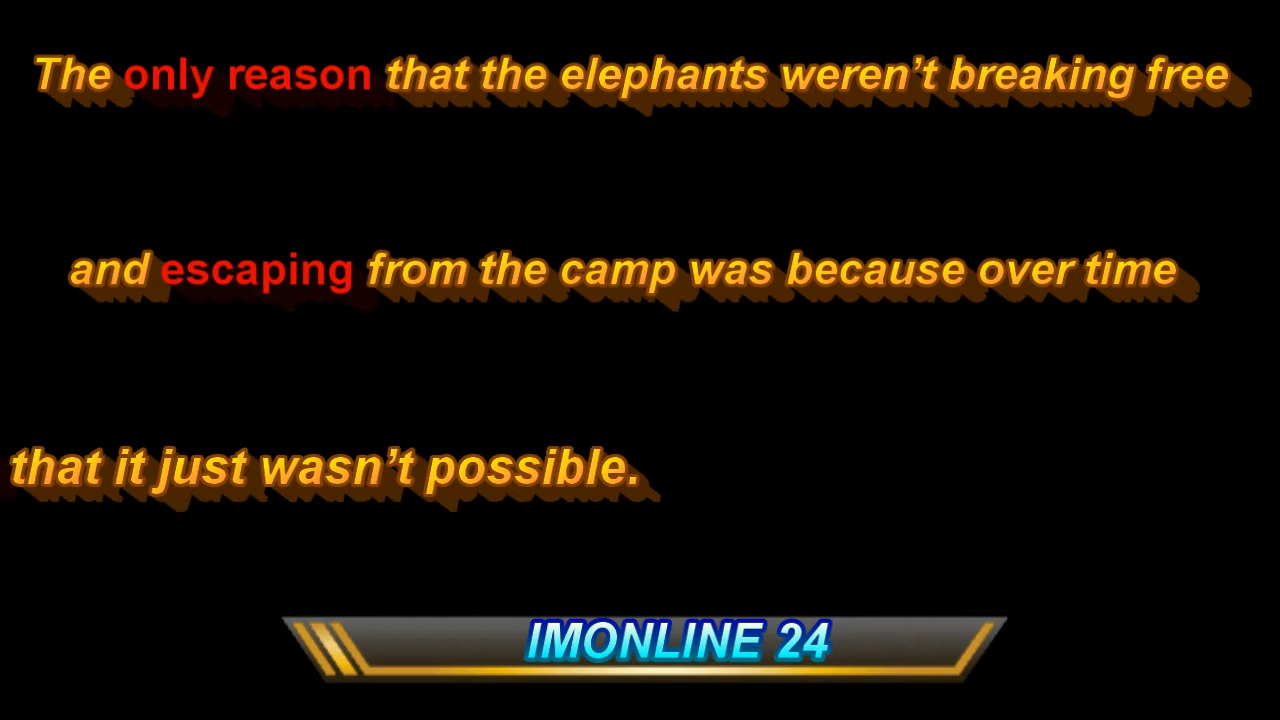 The only reason that the elephants weren’t breaking free
and escaping from the camp was because over time
that it just wasn’t possible.
IMONLINE 24